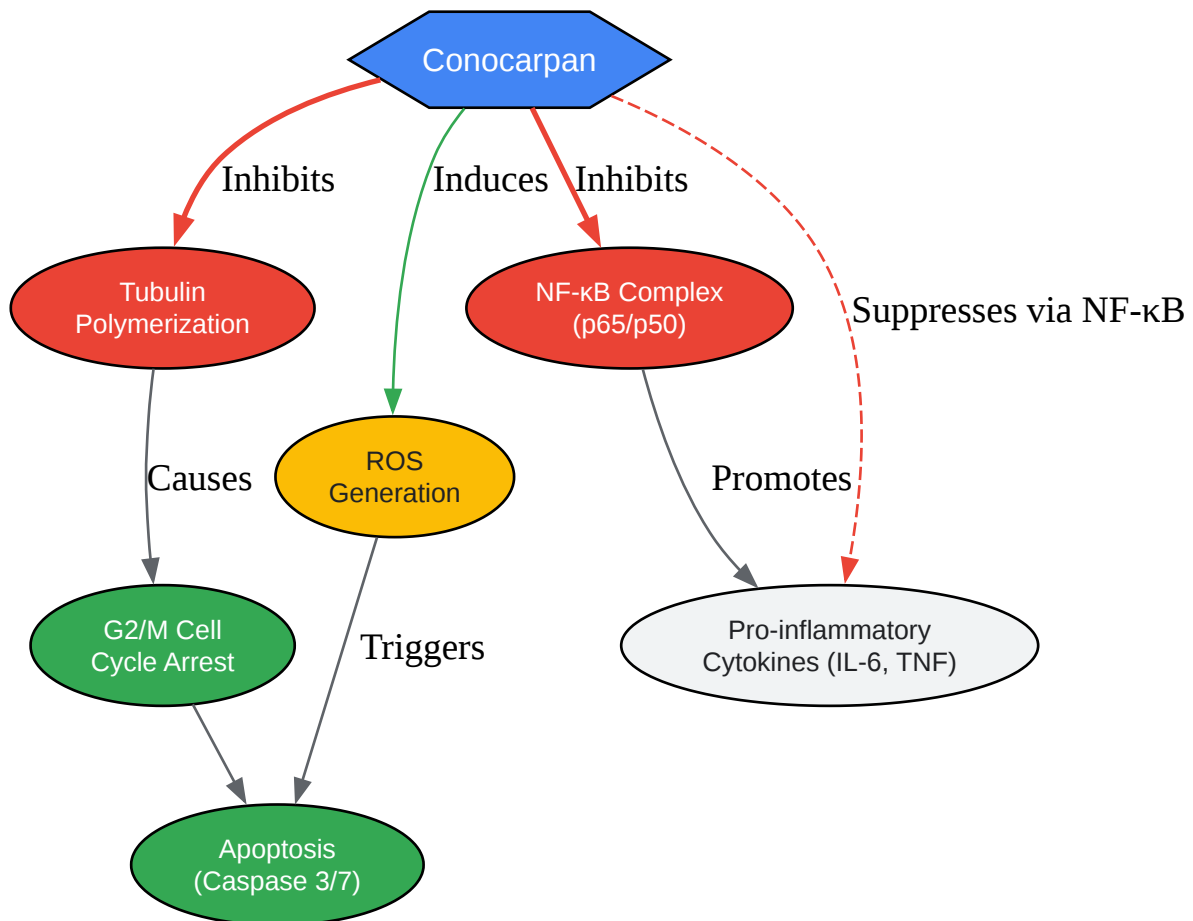 Conocarpan
Inhibits
Induces
Inhibits
Tubulin
Polymerization
NF-κB Complex
(p65/p50)
Suppresses via NF-κB
Causes
ROS
Generation
Promotes
G2/M Cell
Cycle Arrest
Triggers
Pro-inflammatory
Cytokines (IL-6, TNF)
Apoptosis
(Caspase 3/7)